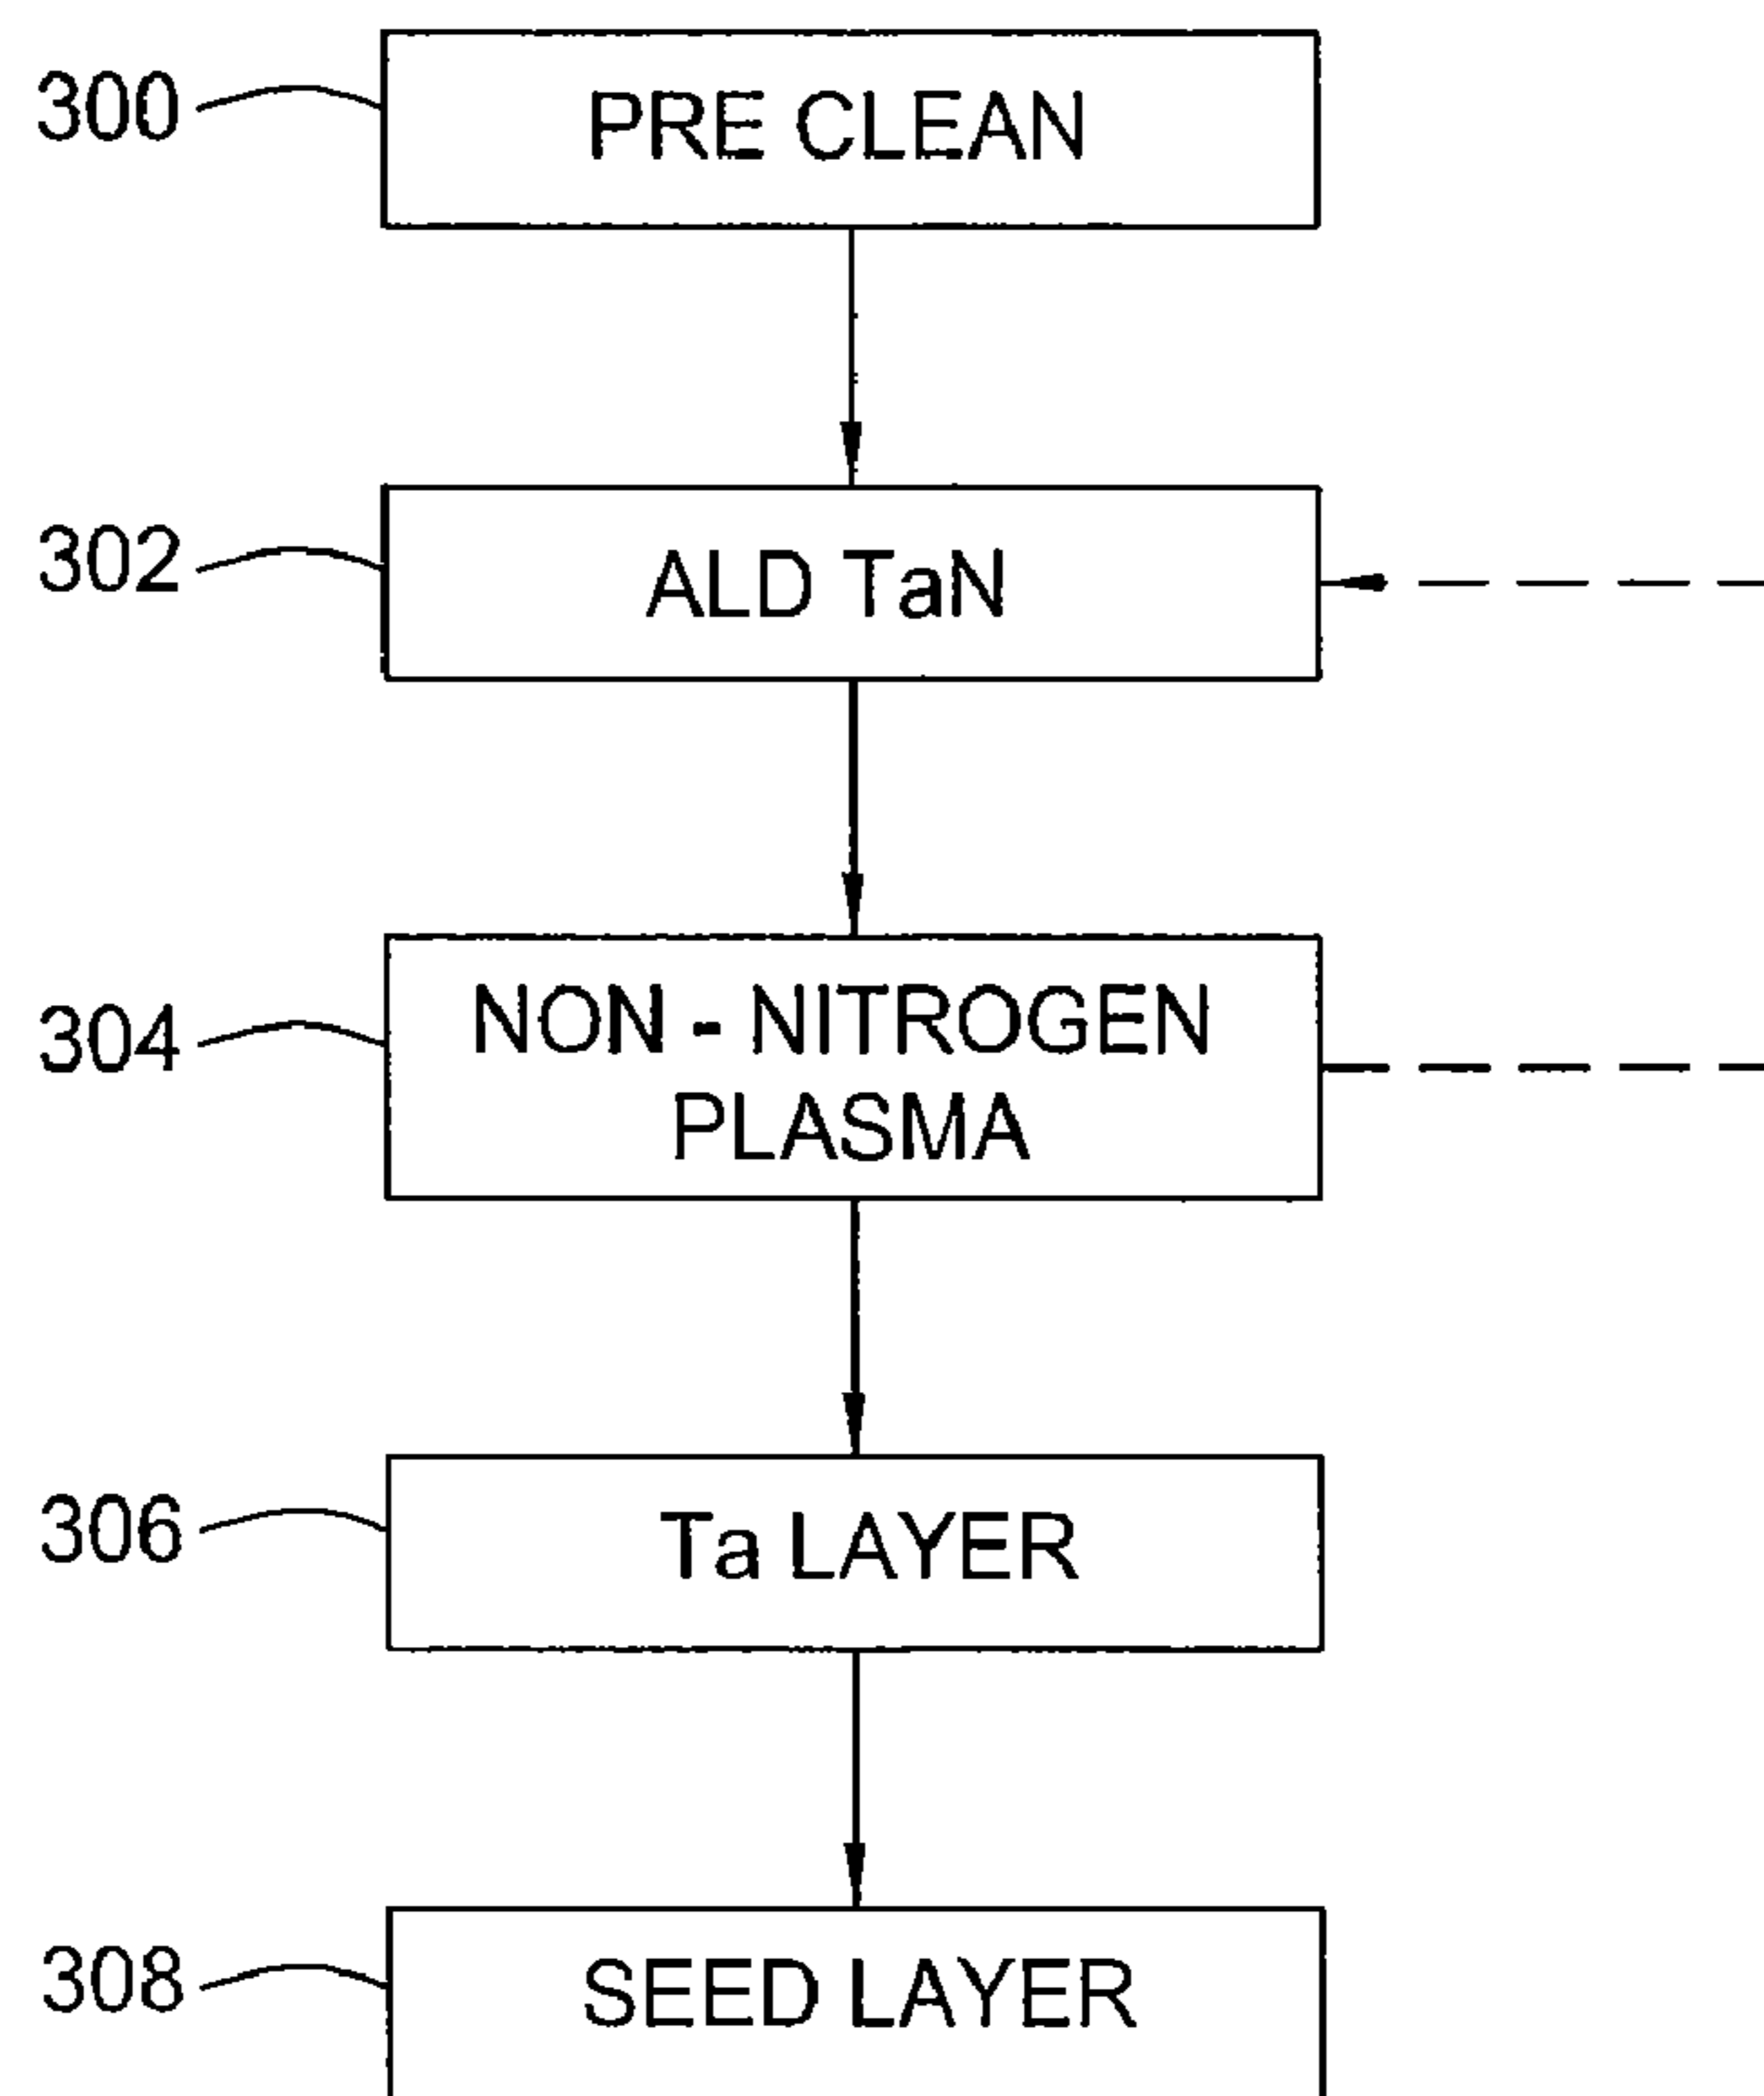 300
PRE CLEAN
302
ALD TaN
304
NON - NITROGEN
PLASMA
306
Ta LAYER
308
SEED LAYER